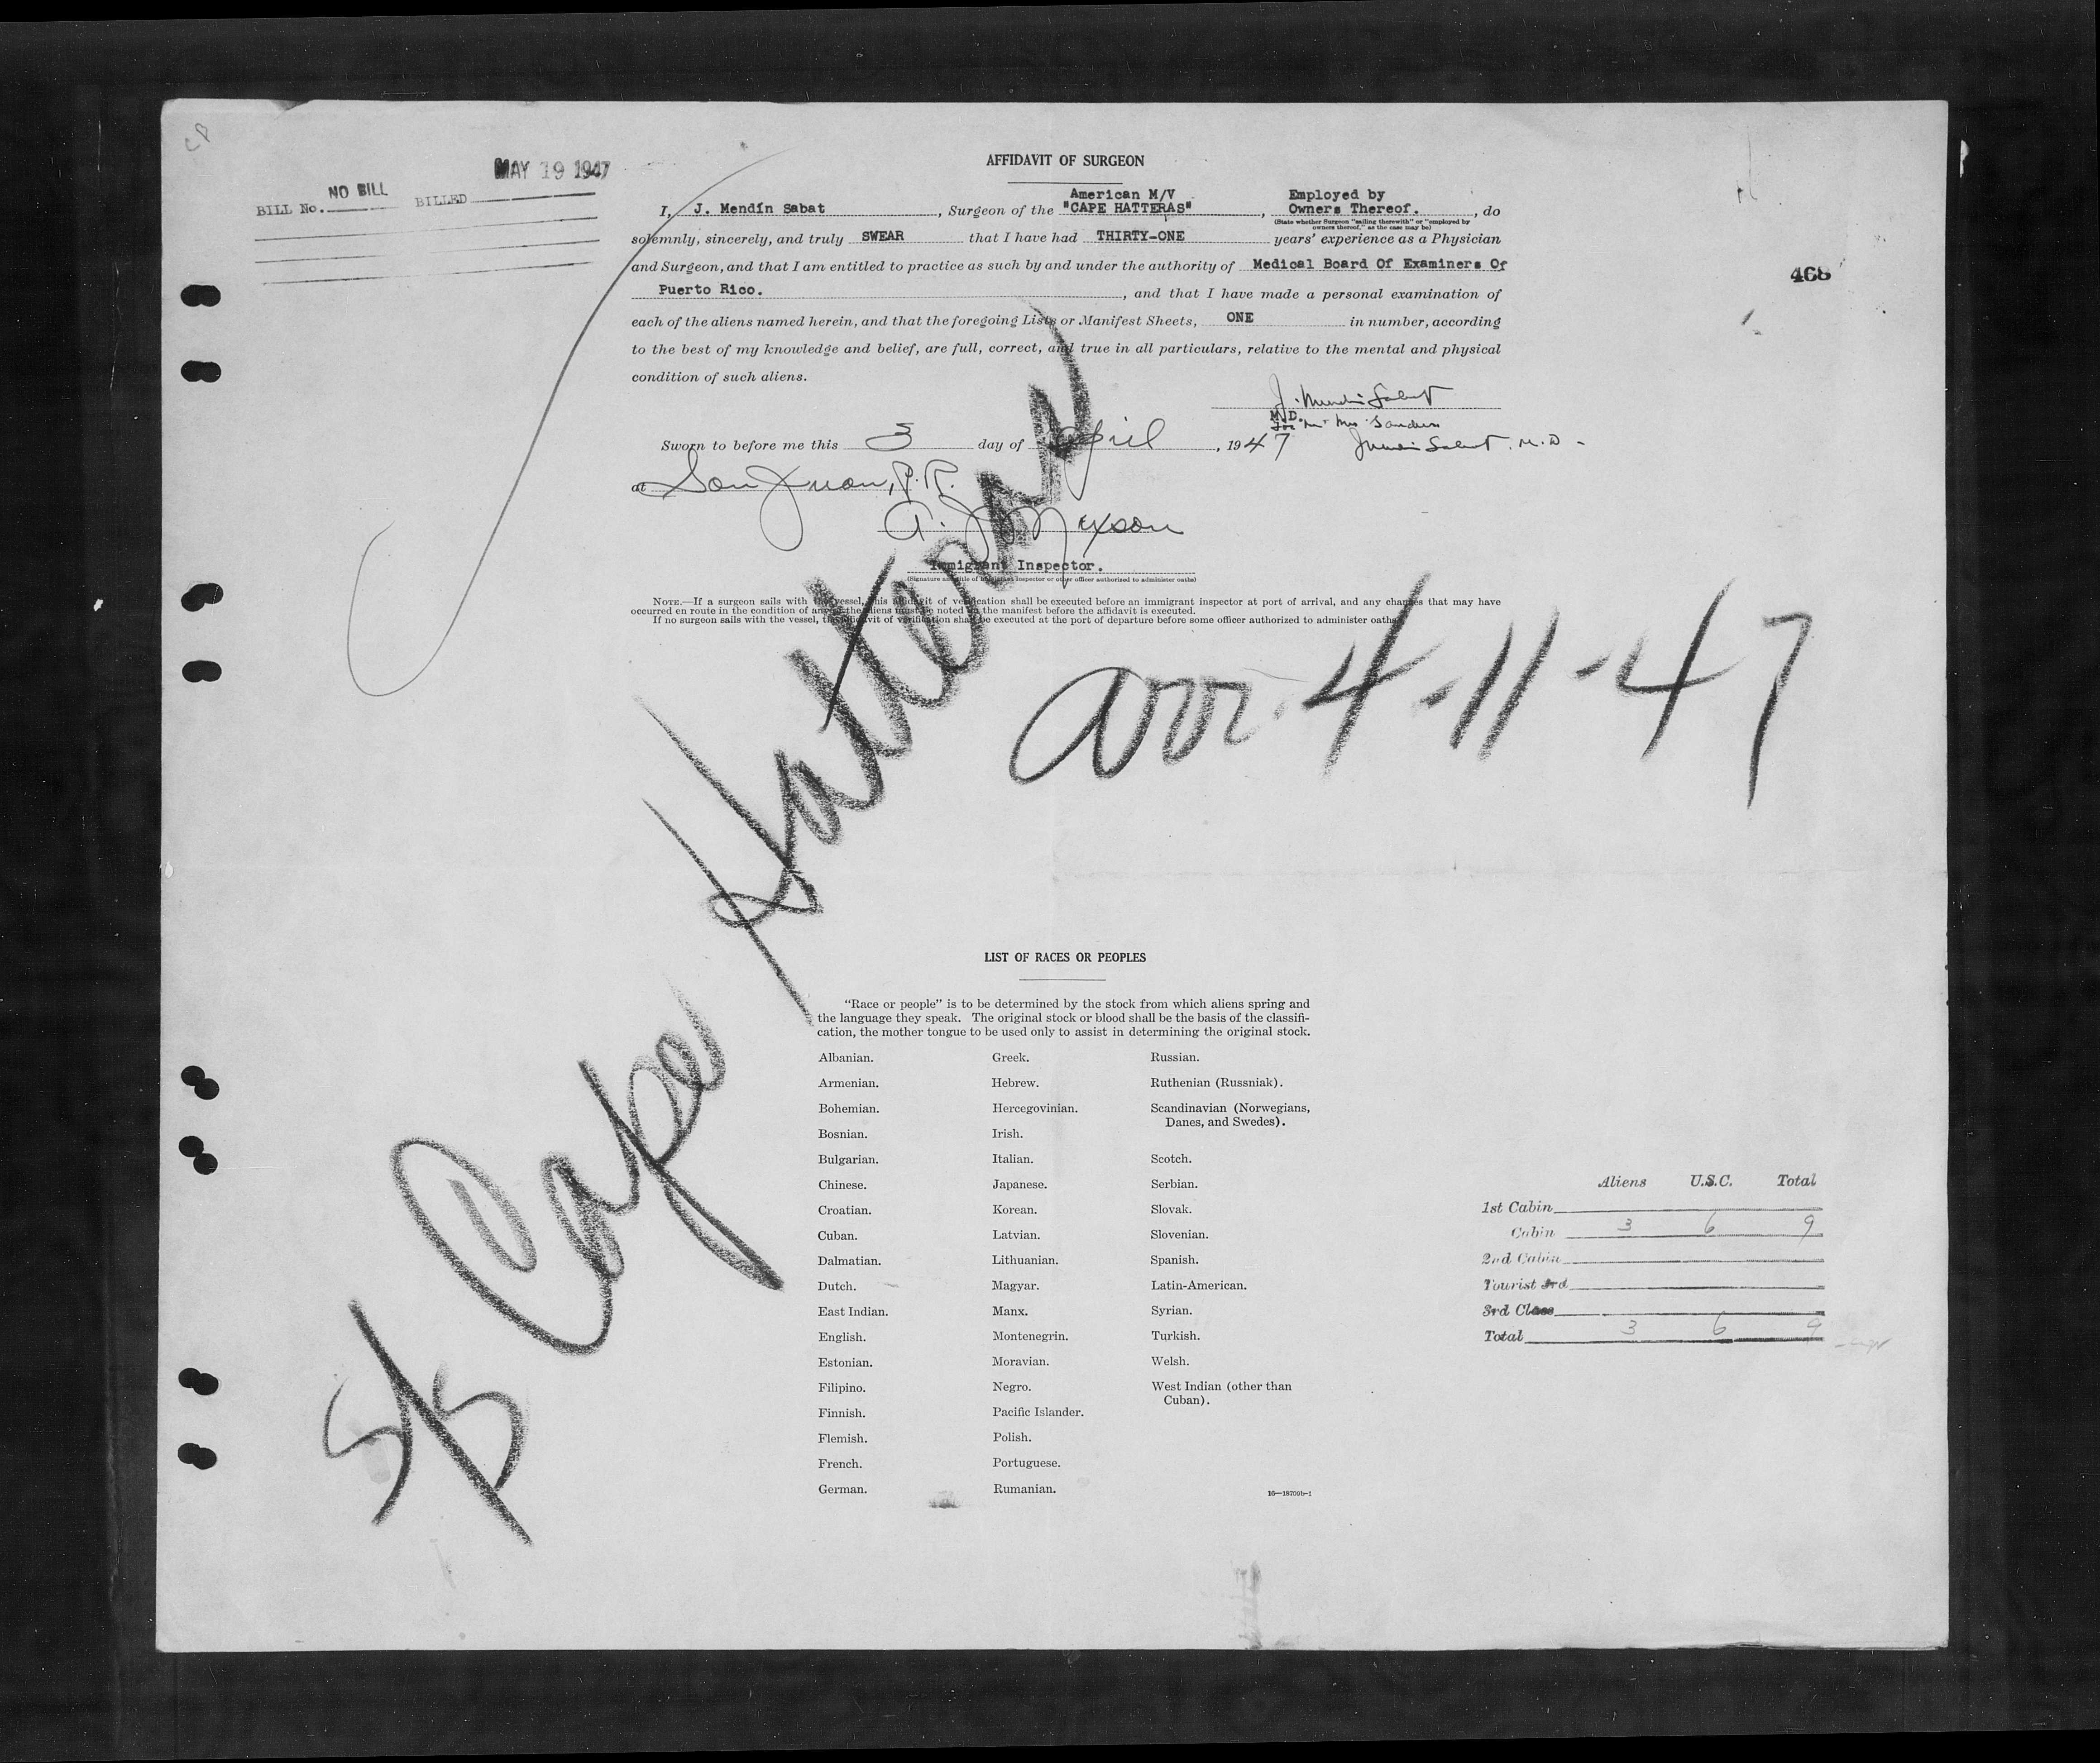 MAY 19 1947
NO BILL
BILL No. BILLED
AFFIDAVIT OF SURGEON
American M/V Employed by
I, J. Mendín Sabat, Surgeon of the "CAPE HATTERAS", Owners Thereof., do
(State whether Surgeon "sailing therewith" or "employed by
owners thereof," as the case may be)
solemnly, sincerely, and truly SWEAR that I have had THIRTY-ONE years' experience as a Physician
and Surgeon, and that I am entitled to practice as such by and under the authority of Medical Board Of Examiners Of
Puerto Rico., and that I have made a personal examination of
468
each of the aliens named herein, and that the foregoing Lists or Manifest Sheets, ONE in number, according
to the best of my knowledge and belief, are full, correct, and true in all particulars, relative to the mental and physical
condition of such aliens.
J. Mendín Sabat
M.D.
Sworn to before me this 3 day of April, 1947
at San Juan, P.R.
Immigrant Inspector.
(Signature and title of immigrant inspector or other officer authorized to administer oaths)
NOTE.—If a surgeon sails with the vessel, this affidavit of verification shall be executed before an immigrant inspector at port of arrival, and any changes that may have
occurred en route in the condition of any of the aliens must be noted on the manifest before the affidavit is executed.
If no surgeon sails with the vessel, the affidavit of verification shall be executed at the port of departure before some officer authorized to administer oaths.
arr. 4-11-47
S/S Cape Hatteras
LIST OF RACES OR PEOPLES
"Race or people" is to be determined by the stock from which aliens spring and
the language they speak. The original stock or blood shall be the basis of the classifi-
cation, the mother tongue to be used only to assist in determining the original stock.
Albanian. Greek. Russian.
Armenian. Hebrew. Ruthenian (Russniak).
Bohemian. Hercegovinian. Scandinavian (Norwegians,
Danes, and Swedes).
Bosnian. Irish.
Bulgarian. Italian. Scotch.
Chinese. Japanese. Serbian.
Croatian. Korean. Slovak.
Cuban. Latvian. Slovenian.
Dalmatian. Lithuanian. Spanish.
Dutch. Magyar. Latin-American.
East Indian. Manx. Syrian.
English. Montenegrin. Turkish.
Estonian. Moravian. Welsh.
Filipino. Negro. West Indian (other than
Cuban).
Finnish. Pacific Islander.
Flemish. Polish.
French. Portuguese.
German. Rumanian.
16—18709b-1
Aliens U.S.C. Total
1st Cabin
Cabin 3 6 9
2nd Cabin
Tourist 3rd
3rd Class
Total 3 6 9